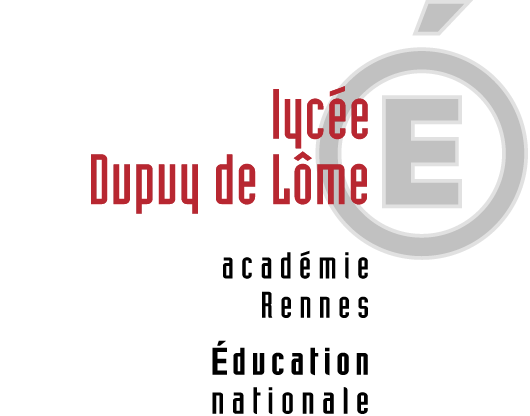 lycée
Dupuy de Lôme
É
académie
Rennes
Éducation
nationale